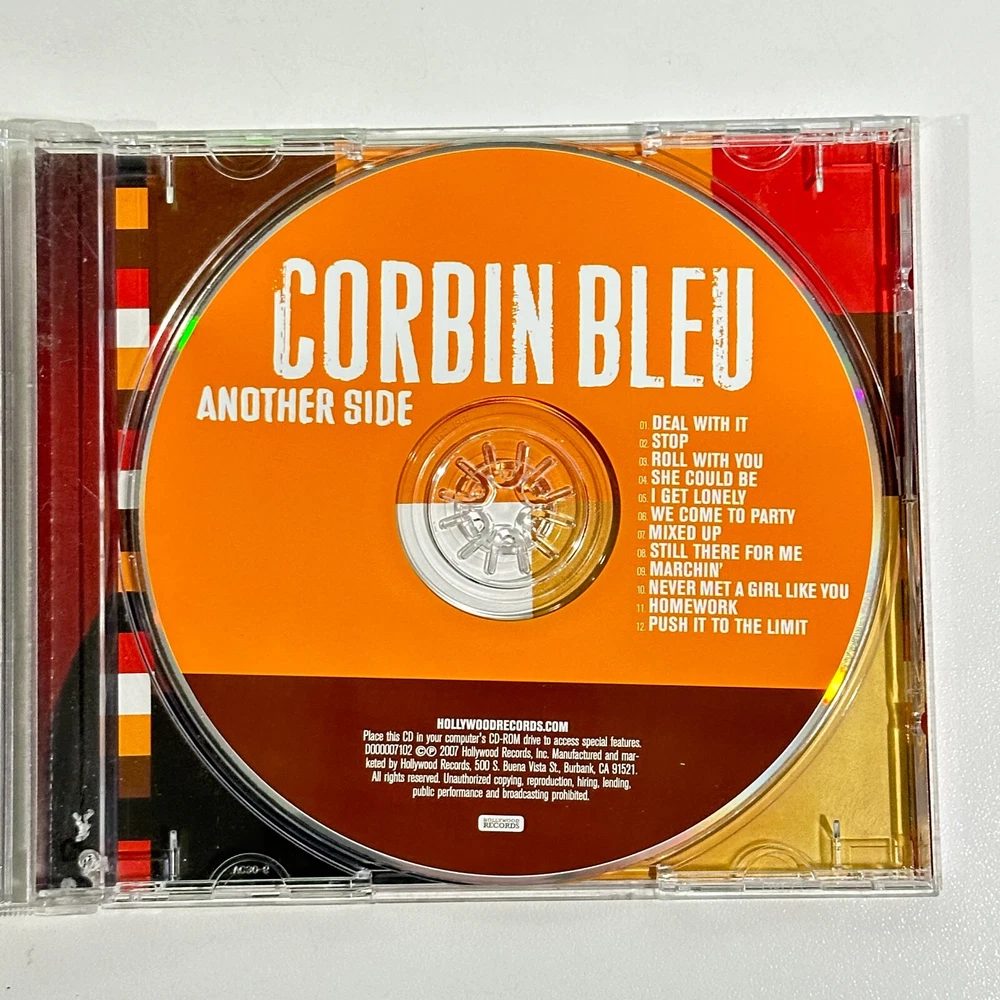 CORBIN BLEU
ANOTHER SIDE
01. DEAL WITH IT
02. STOP
03. ROLL WITH YOU
04. SHE COULD BE
05. I GET LONELY
06. WE COME TO PARTY
07. MIXED UP
08. STILL THERE FOR ME
09. MARCHIN'
10. NEVER MET A GIRL LIKE YOU
11. HOMEWORK
12. PUSH IT TO THE LIMIT
HOLLYWOODRECORDS.COM
Place this CD in your computer's CD-ROM drive to access special features.
D000007102 ©℗ 2007 Hollywood Records, Inc. Manufactured and mar-
keted by Hollywood Records, 500 S. Buena Vista St., Burbank, CA 91521.
All rights reserved. Unauthorized copying, reproduction, hiring, lending,
public performance and broadcasting prohibited.
HOLLYWOOD
RECORDS